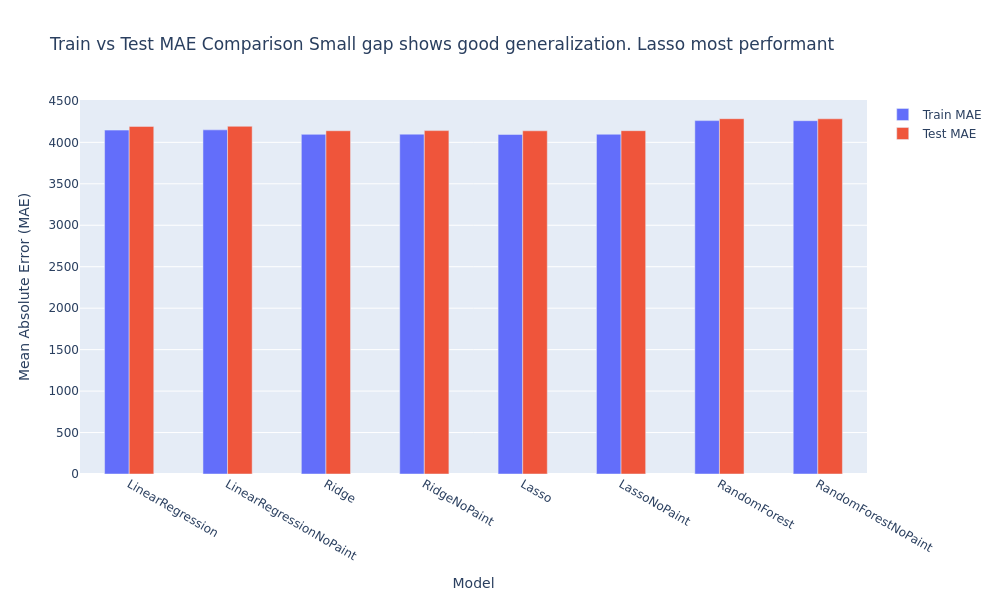 Train vs Test MAE Comparison Small gap shows good generalization. Lasso most performant
Train MAE
Test MAE
Mean Absolute Error (MAE)
4500
4000
3500
3000
2500
2000
1500
1000
500
0
LinearRegression
LinearRegressionNoPaint
Ridge
RidgeNoPaint
Lasso
LassoNoPaint
RandomForest
RandomForestNoPaint
Model